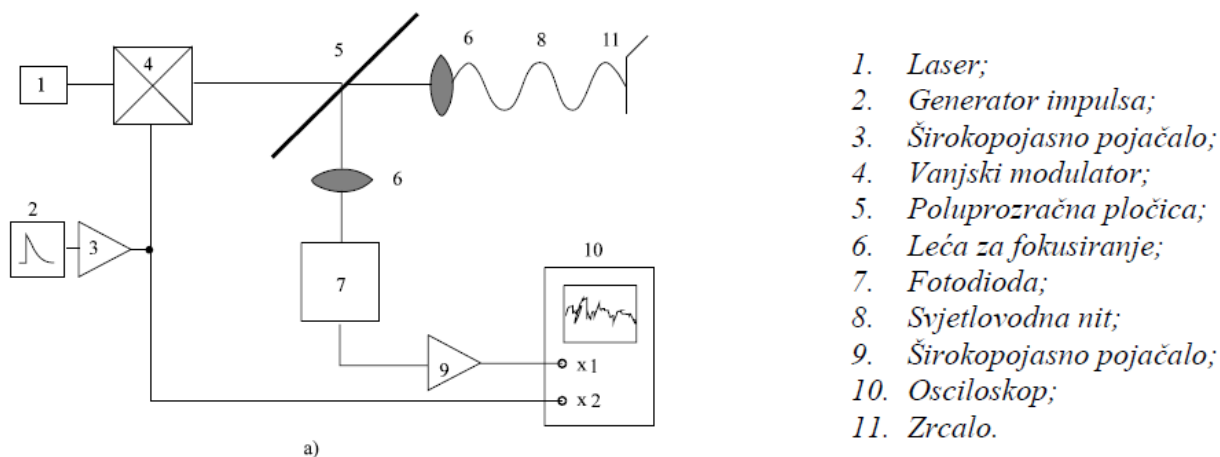 1
4
5
6
8
11
2
3
6
7
10
9
x1
x2
a)
1. Laser;
2. Generator impulsa;
3. Širokopojasno pojačalo;
4. Vanjski modulator;
5. Poluprozračna pločica;
6. Leća za fokusiranje;
7. Fotodioda;
8. Svjetlovodna nit;
9. Širokopojasno pojačalo;
10. Osciloskop;
11. Zrcalo.